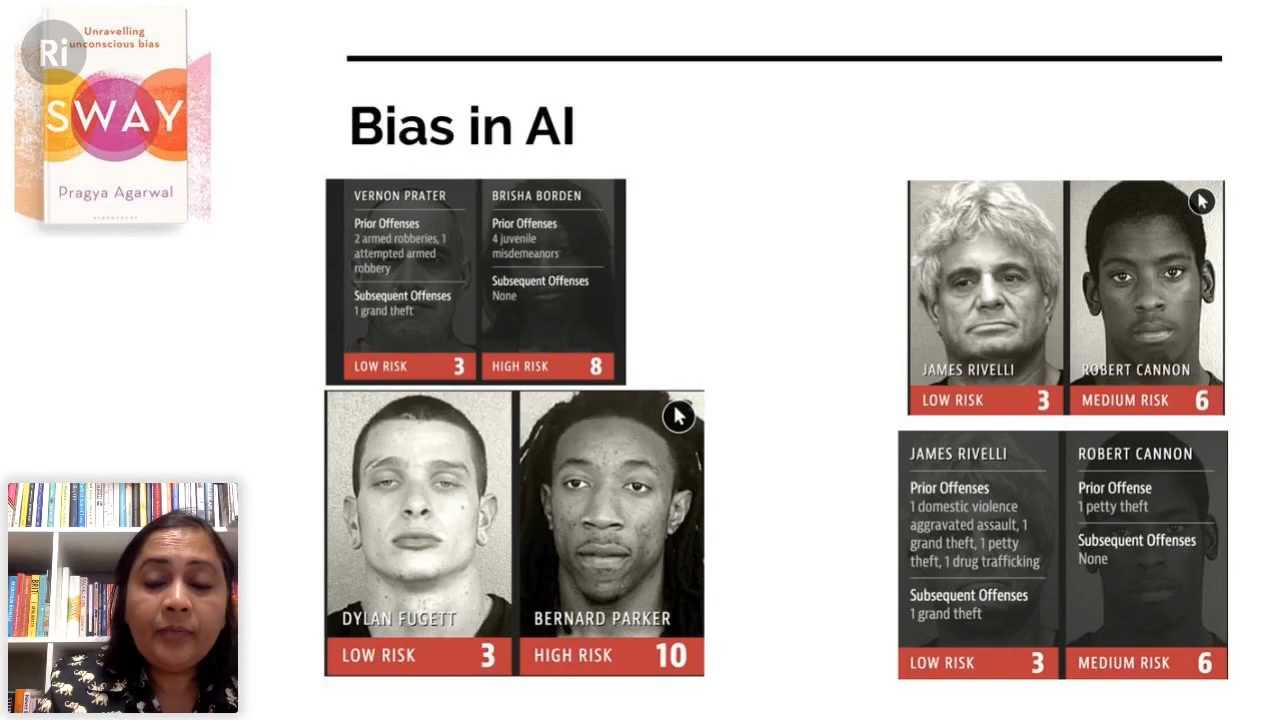 Ri
Unravelling
unconscious bias
SWAY
Pragya Agarwal
BLOOMSBURY
Bias in AI
VERNON PRATER
Prior Offenses
2 armed robberies, 1
attempted armed
robbery
Subsequent Offenses
1 grand theft
LOW RISK 3
BRISHA BORDEN
Prior Offenses
4 juvenile
misdemeanors
Subsequent Offenses
None
HIGH RISK 8
DYLAN FUGETT
LOW RISK 3
BERNARD PARKER
HIGH RISK 10
JAMES RIVELLI
LOW RISK 3
ROBERT CANNON
MEDIUM RISK 6
JAMES RIVELLI
Prior Offenses
1 domestic violence
aggravated assault, 1
grand theft, 1 petty
theft, 1 drug trafficking
Subsequent Offenses
1 grand theft
LOW RISK 3
ROBERT CANNON
Prior Offense
1 petty theft
Subsequent Offenses
None
MEDIUM RISK 6